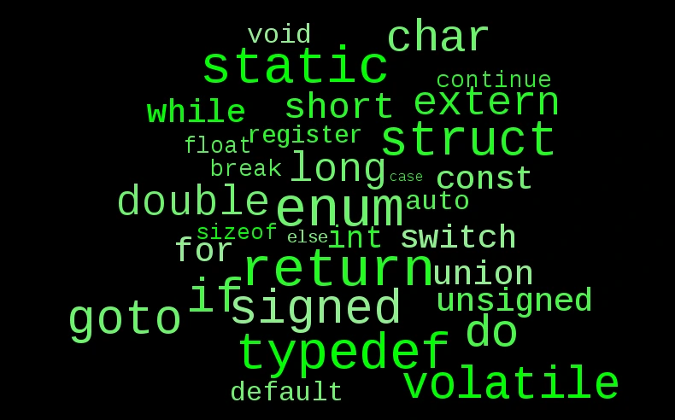 void char
static
continue
while short extern
float register struct
break long case const
double enum auto
sizeof else int switch
for
return union
if signed unsigned
goto do
typedef
default volatile